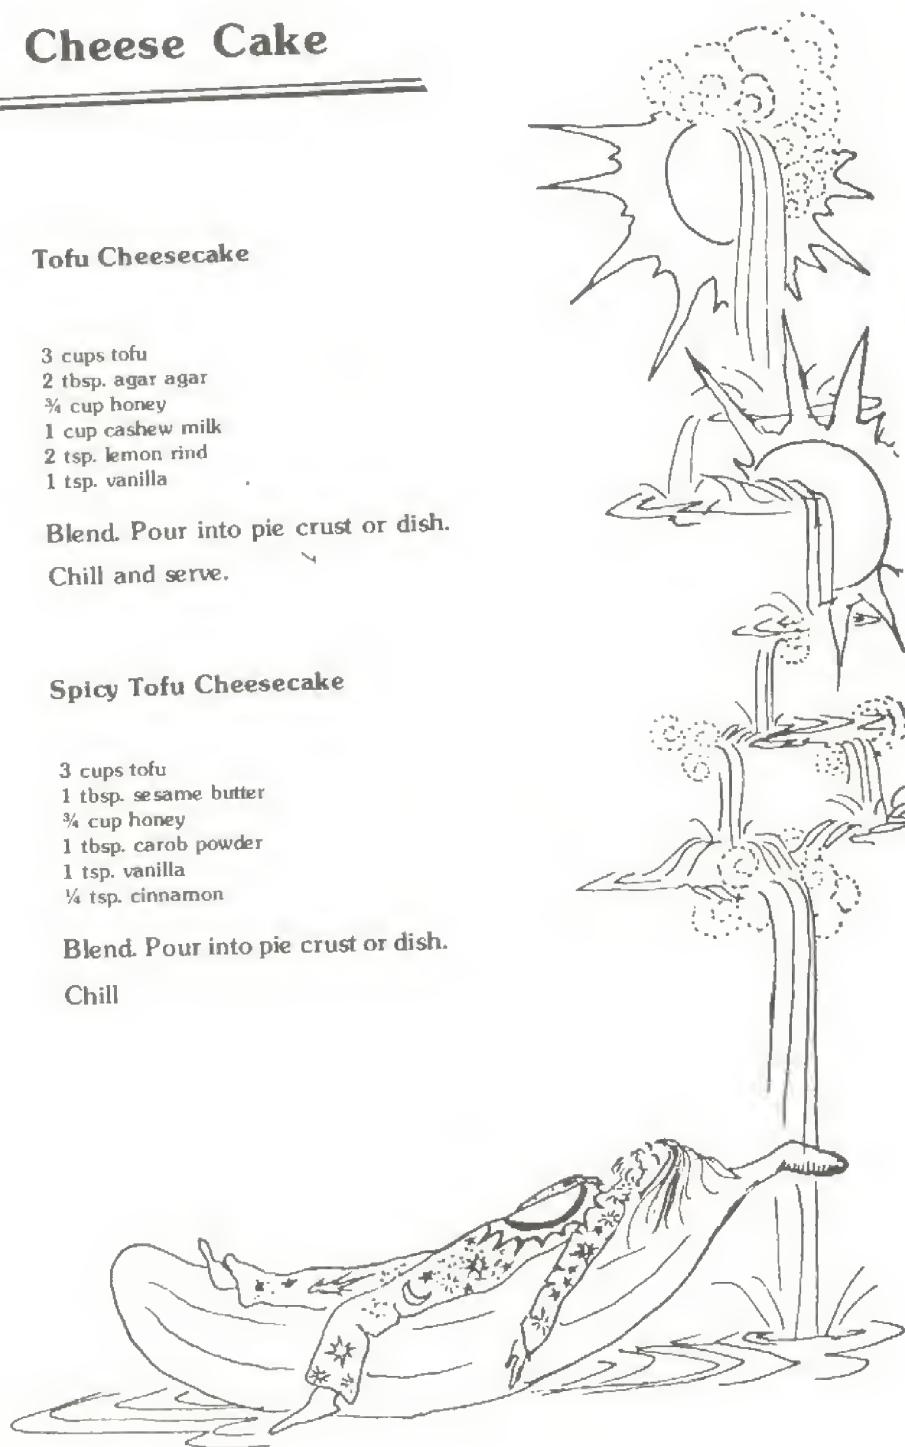 Cheese Cake
Tofu Cheesecake
3 cups tofu
2 tbsp. agar agar
¾ cup honey
1 cup cashew milk
2 tsp. lemon rind
1 tsp. vanilla
Blend. Pour into pie crust or dish.
Chill and serve.
Spicy Tofu Cheesecake
3 cups tofu
1 tbsp. sesame butter
¾ cup honey
1 tbsp. carob powder
1 tsp. vanilla
¼ tsp. cinnamon
Blend. Pour into pie crust or dish.
Chill